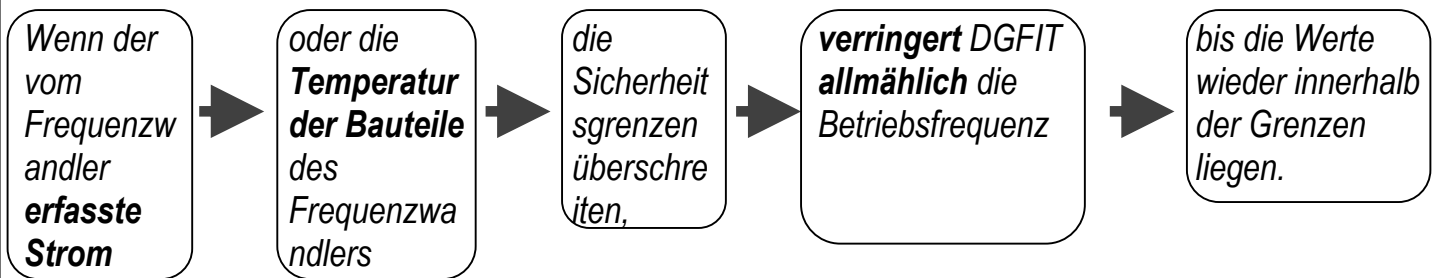 Wenn der
vom
Frequenzw
andler
erfasste
Strom
oder die
Temperatur
der Bauteile
des
Frequenzwa
ndlers
die
Sicherheit
sgrenzen
überschre
iten,
verringert DGFIT
allmählich die
Betriebsfrequenz
bis die Werte
wieder innerhalb
der Grenzen
liegen.